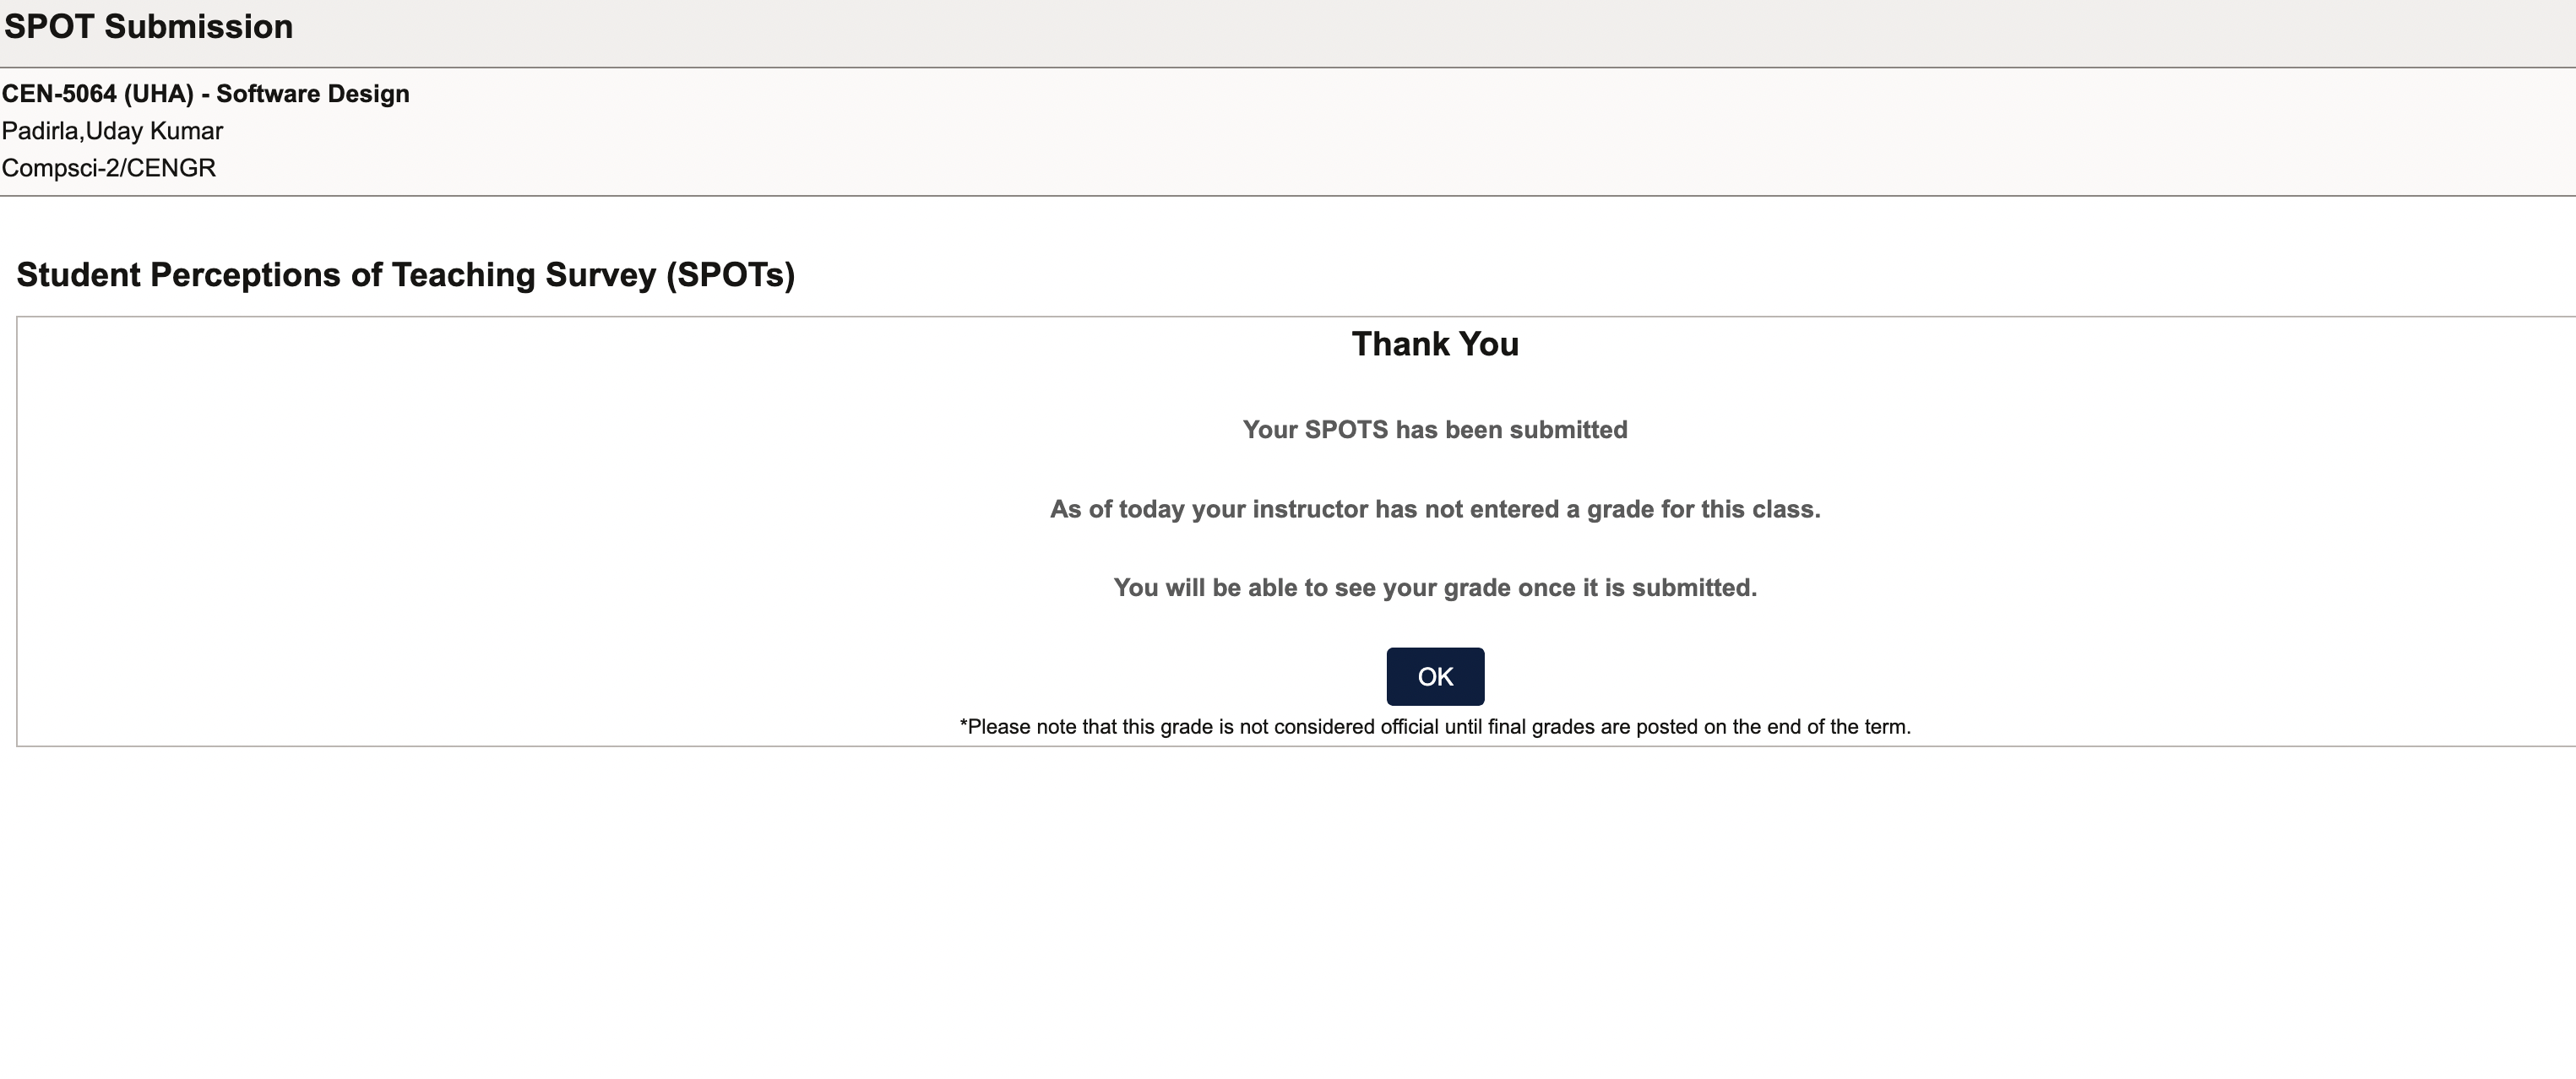 SPOT Submission
CEN-5064 (UHA) - Software Design
Padirla,Uday Kumar
Compsci-2/CENGR
Student Perceptions of Teaching Survey (SPOTs)
Thank You
Your SPOTS has been submitted
As of today your instructor has not entered a grade for this class.
You will be able to see your grade once it is submitted.
OK
*Please note that this grade is not considered official until final grades are posted on the end of the term.